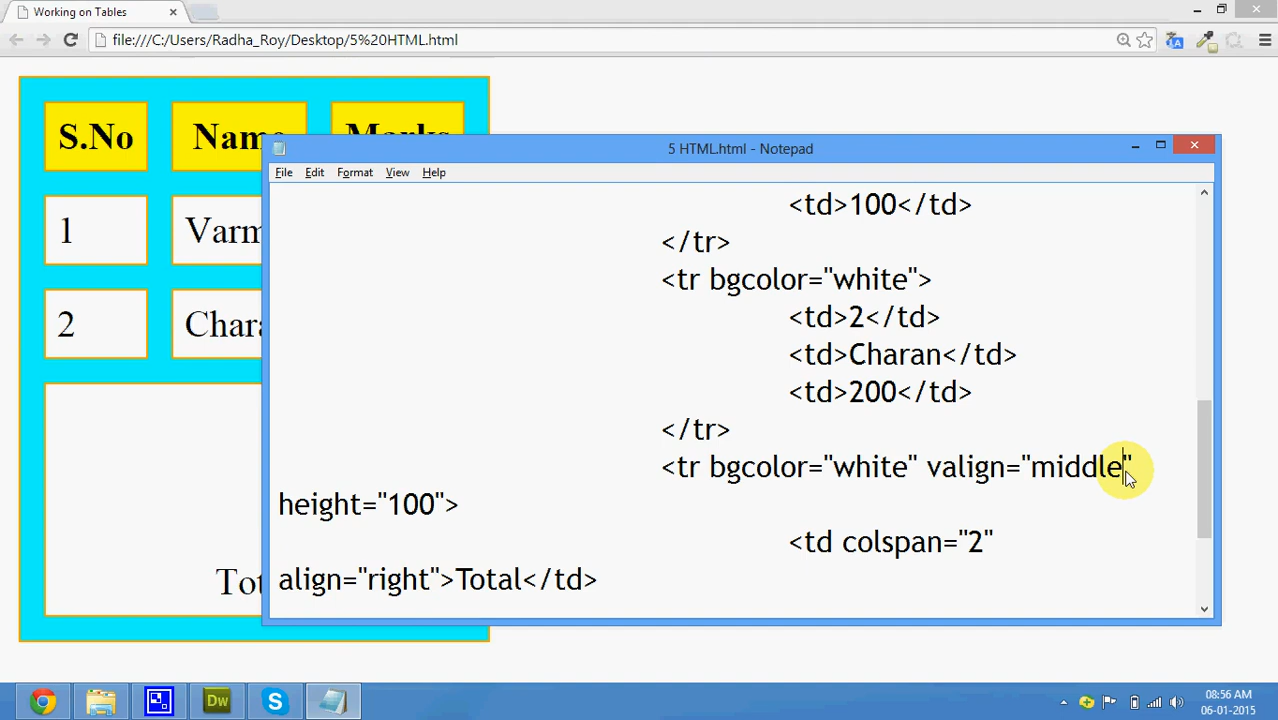 Working on Tables
file:///C:/Users/Radha_Roy/Desktop/5%20HTML.html
S.No Name Marks
1
2
5 HTML.html - Notepad
File Edit Format View Help
<td>100</td>
</tr>
<tr bgcolor="white">
<td>2</td>
<td>Charan</td>
<td>200</td>
</tr>
<tr bgcolor="white" valign="middle"
height="100">
<td colspan="2"
align="right">Total</td>
Dw
08:56 AM
06-01-2015